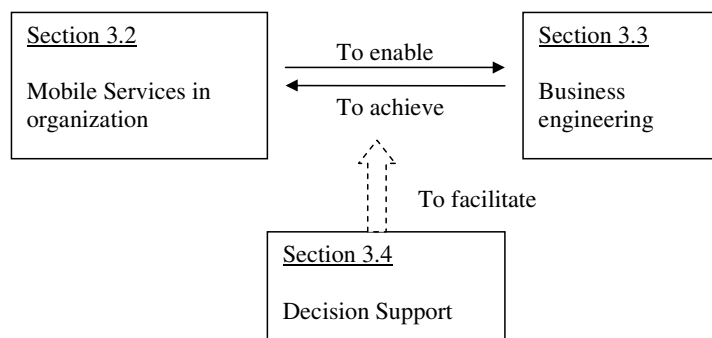 Section 3.2
Mobile Services in
organization
To enable
To achieve
Section 3.3
Business
engineering
To facilitate
Section 3.4
Decision Support